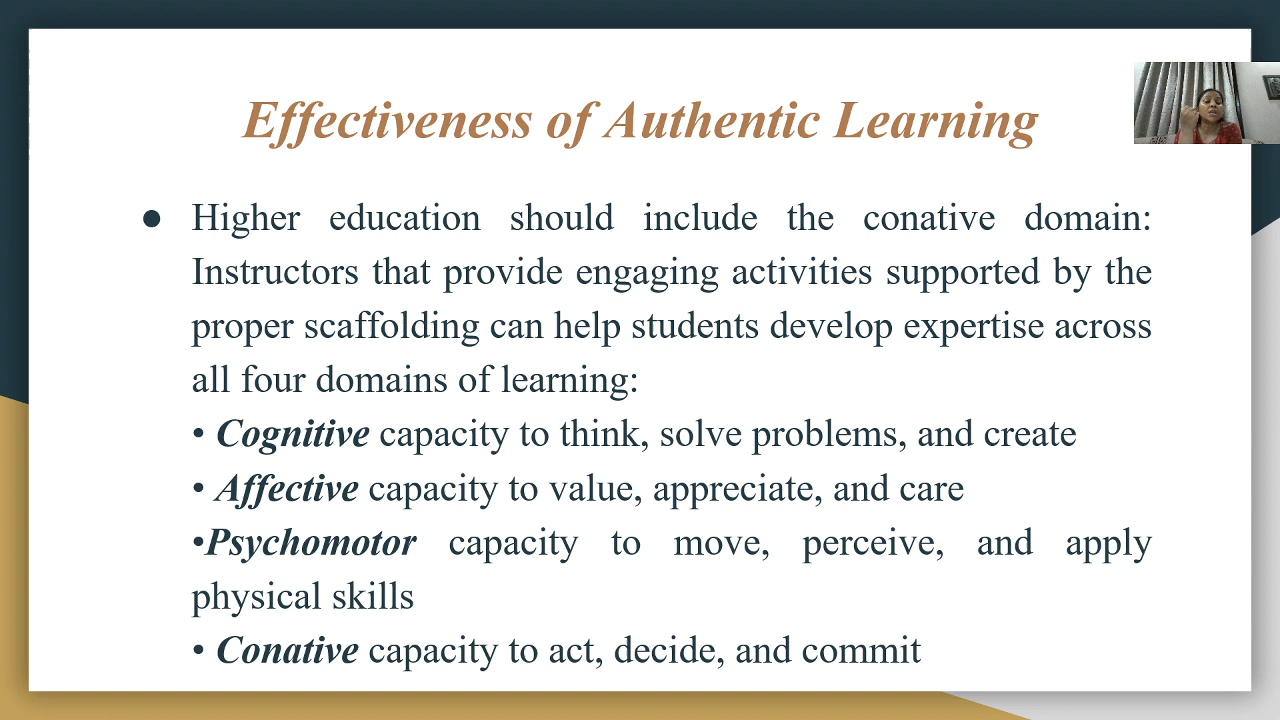 Effectiveness of Authentic Learning
● Higher education should include the conative domain:
Instructors that provide engaging activities supported by the
proper scaffolding can help students develop expertise across
all four domains of learning:
• Cognitive capacity to think, solve problems, and create
• Affective capacity to value, appreciate, and care
•Psychomotor capacity to move, perceive, and apply
physical skills
• Conative capacity to act, decide, and commit